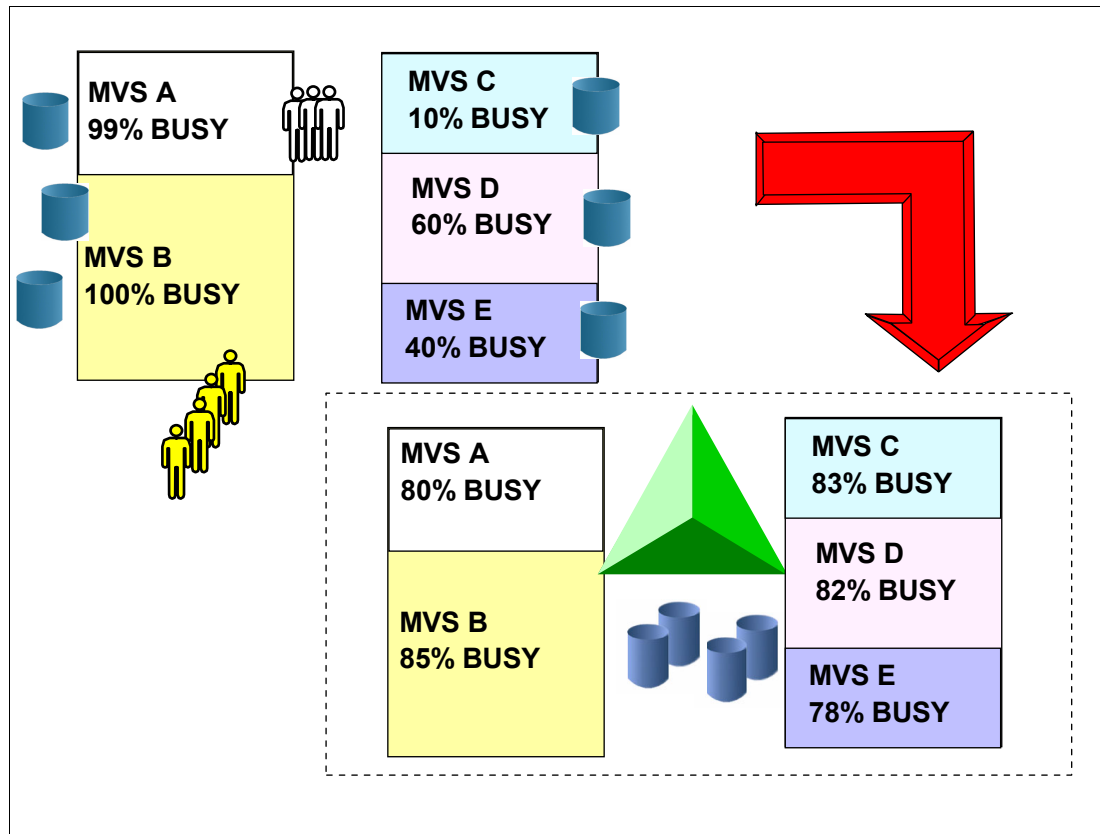 MVS A
99% BUSY
MVS B
100% BUSY
MVS C
10% BUSY
MVS D
60% BUSY
MVS E
40% BUSY
MVS A
80% BUSY
MVS B
85% BUSY
MVS C
83% BUSY
MVS D
82% BUSY
MVS E
78% BUSY